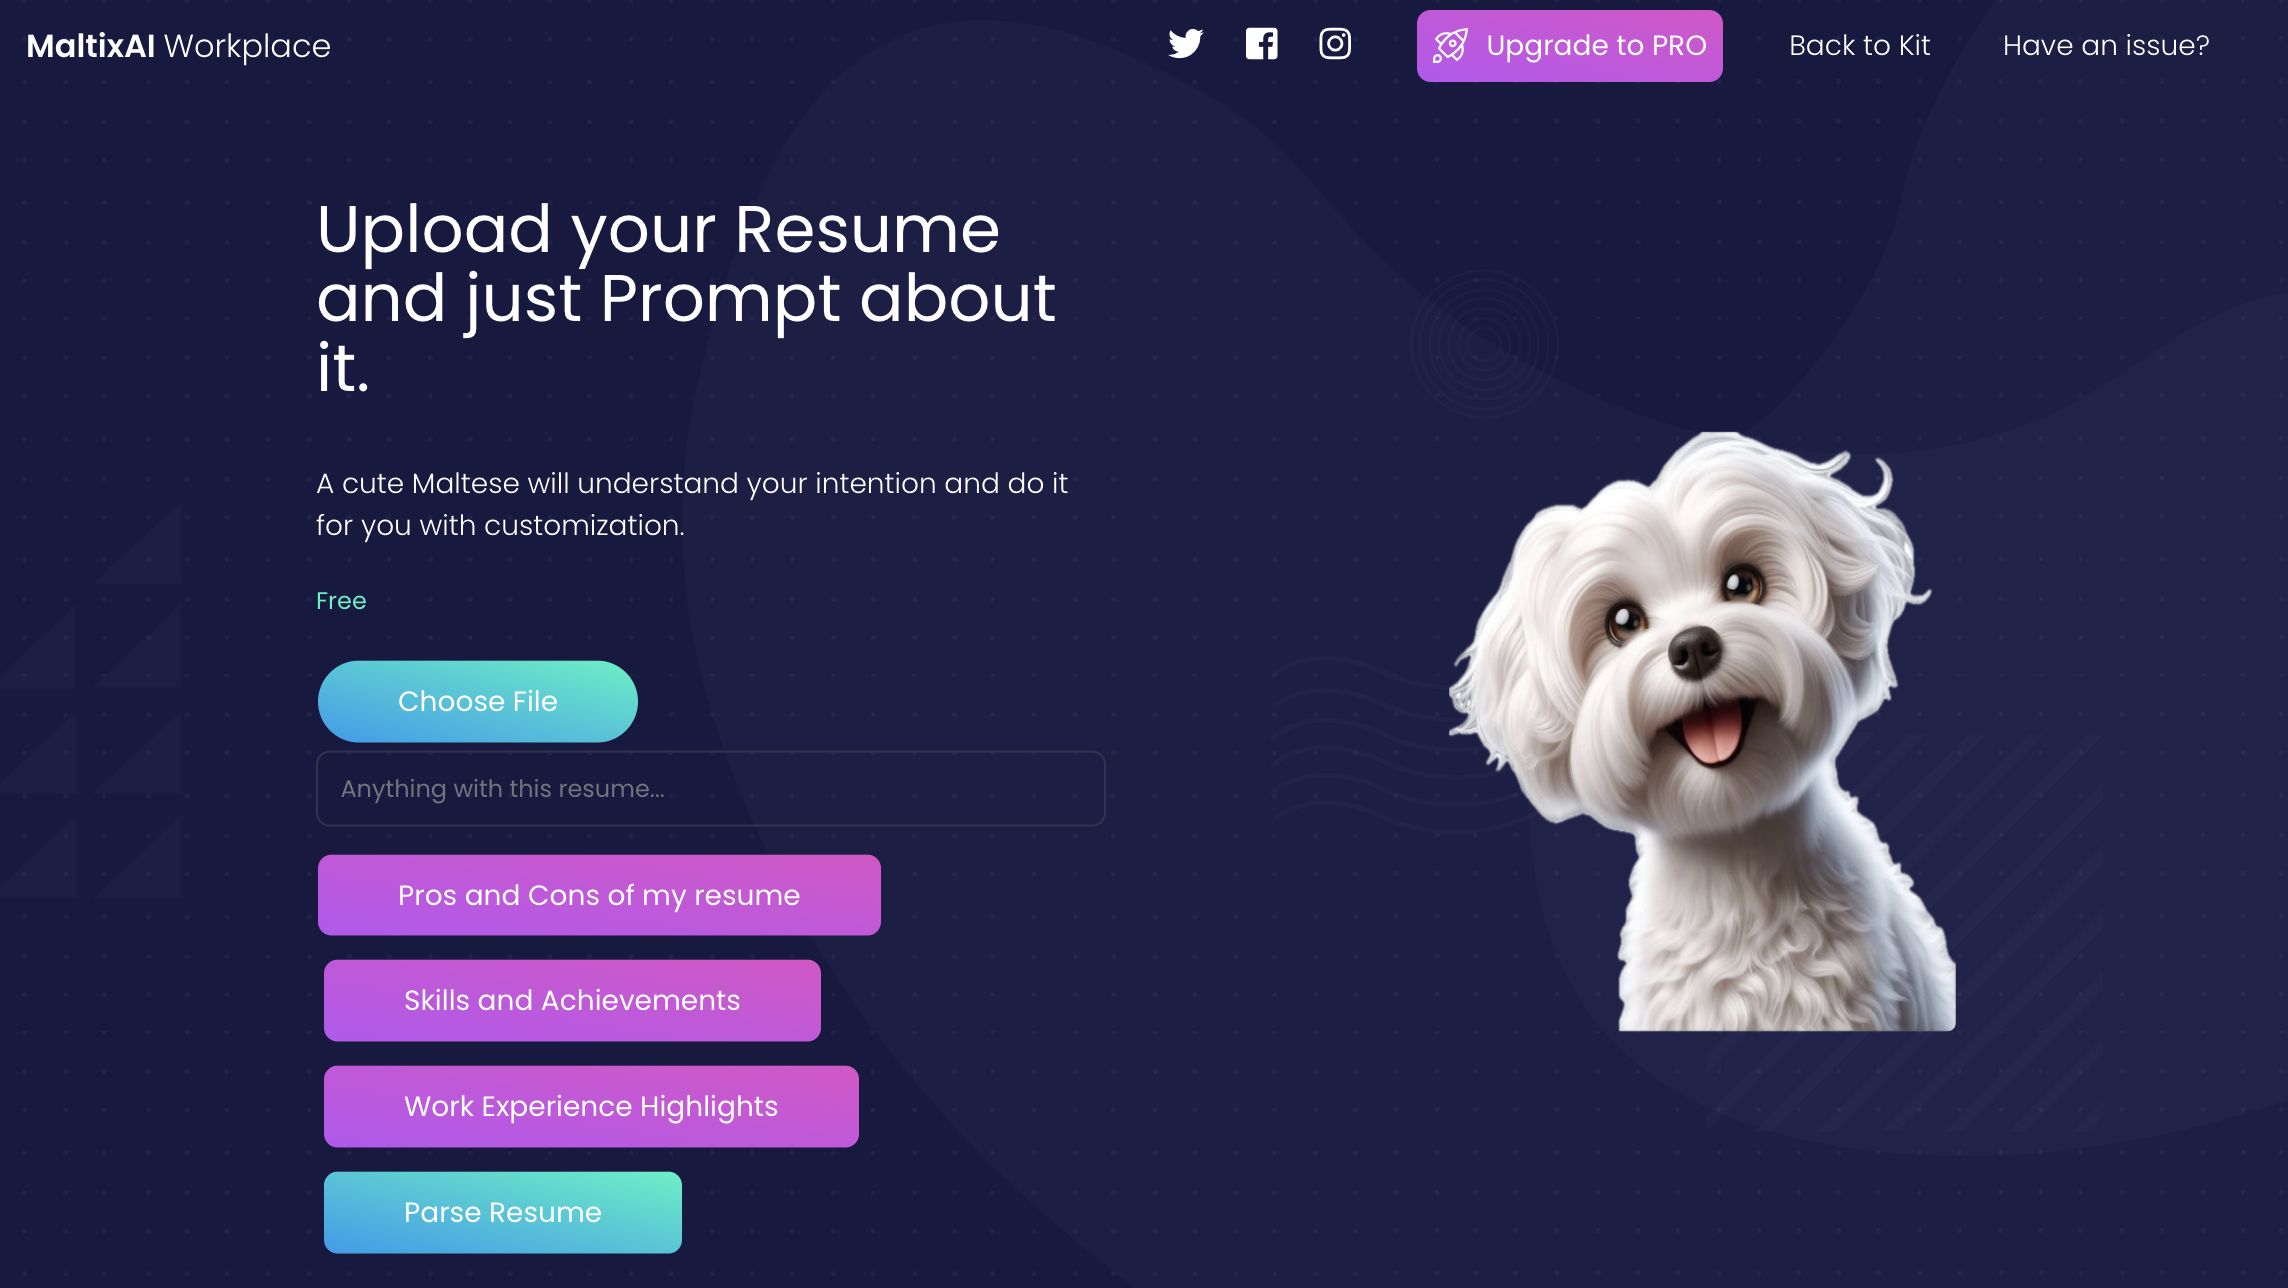 MaltixAI Workplace
Upgrade to PRO
Back to Kit
Have an issue?
Upload your Resume
and just Prompt about
it.
A cute Maltese will understand your intention and do it
for you with customization.
Free
Choose File
Anything with this resume...
Pros and Cons of my resume
Skills and Achievements
Work Experience Highlights
Parse Resume